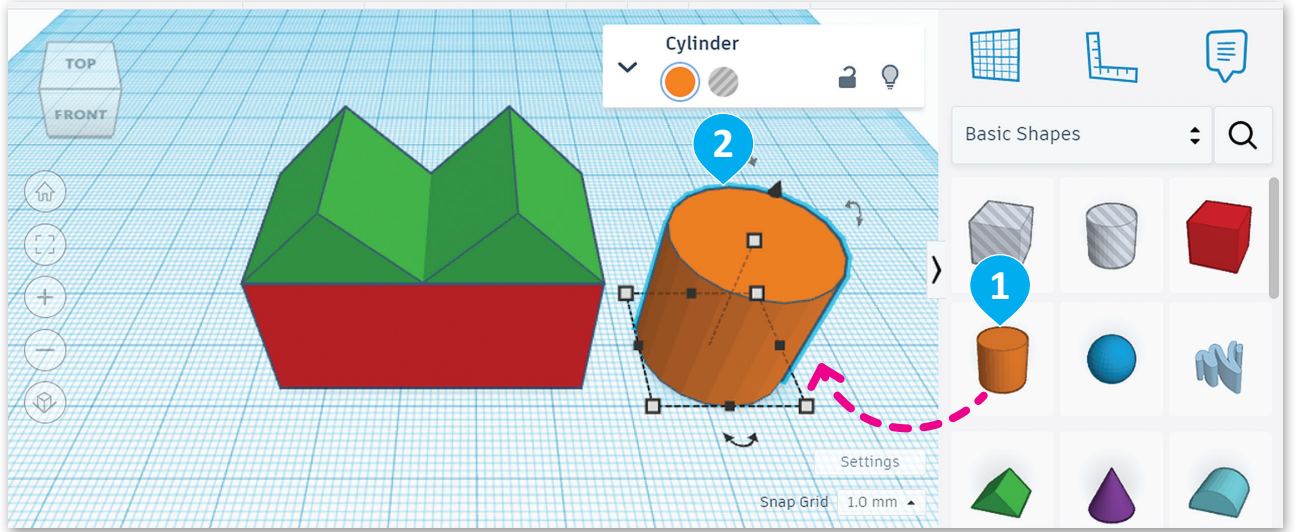 Cylinder
TOP
FRONT
2
Basic Shapes
1
Settings
Snap Grid 1.0 mm